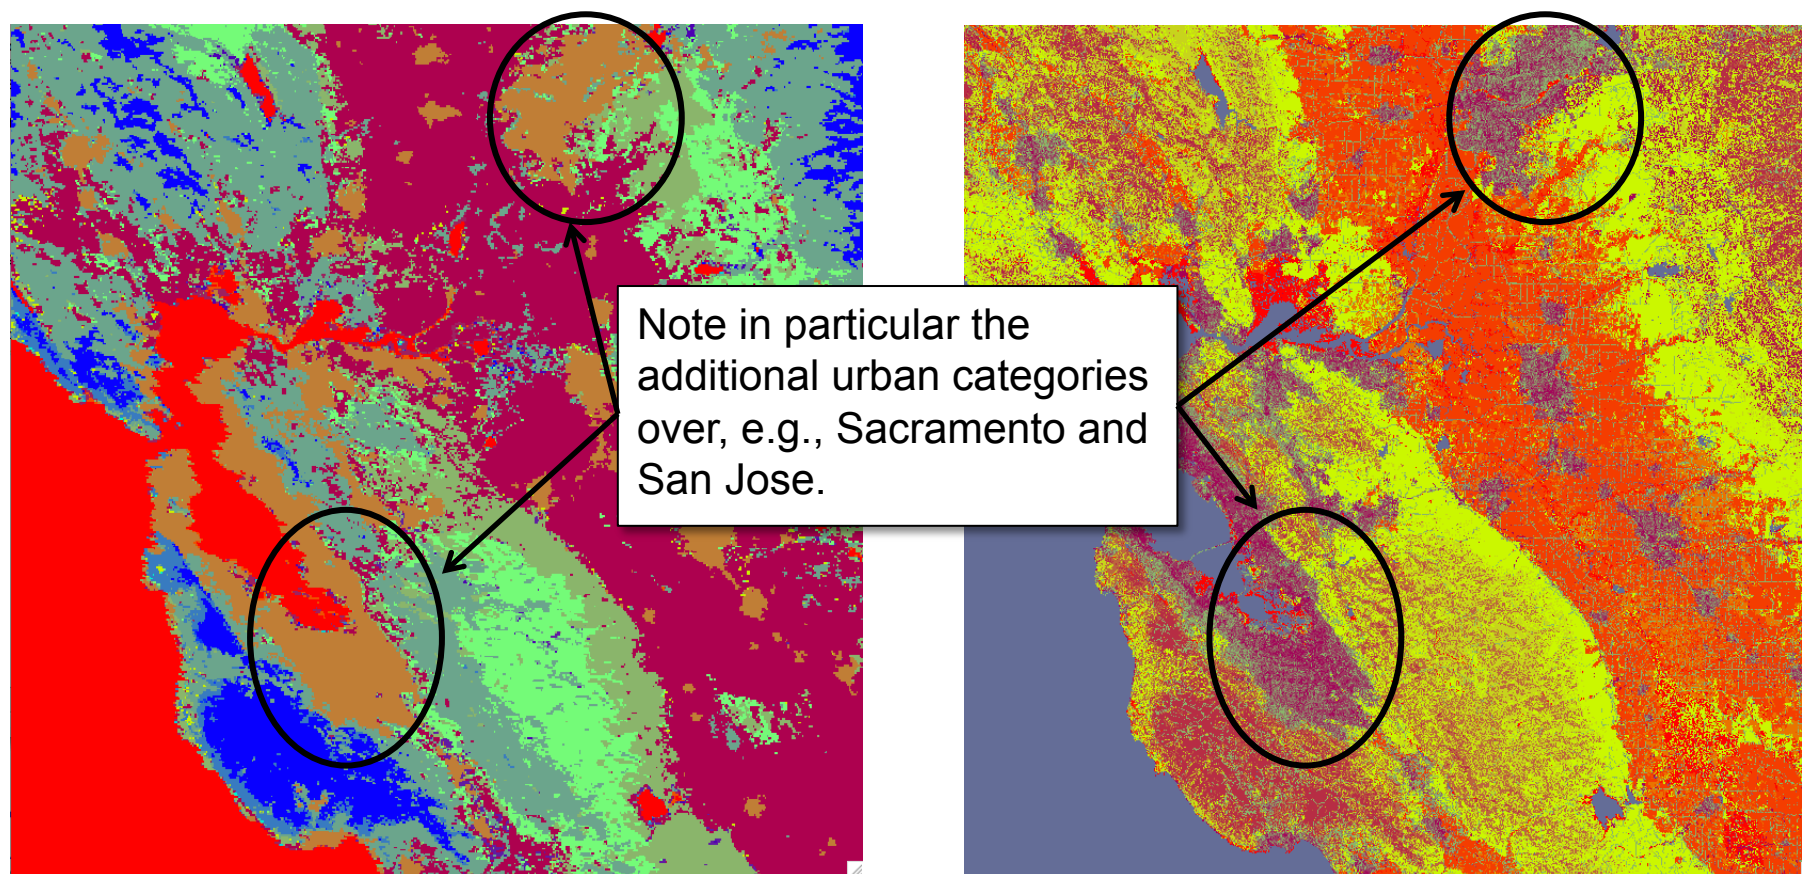 Note in particular the
additional urban categories
over, e.g., Sacramento and
San Jose.